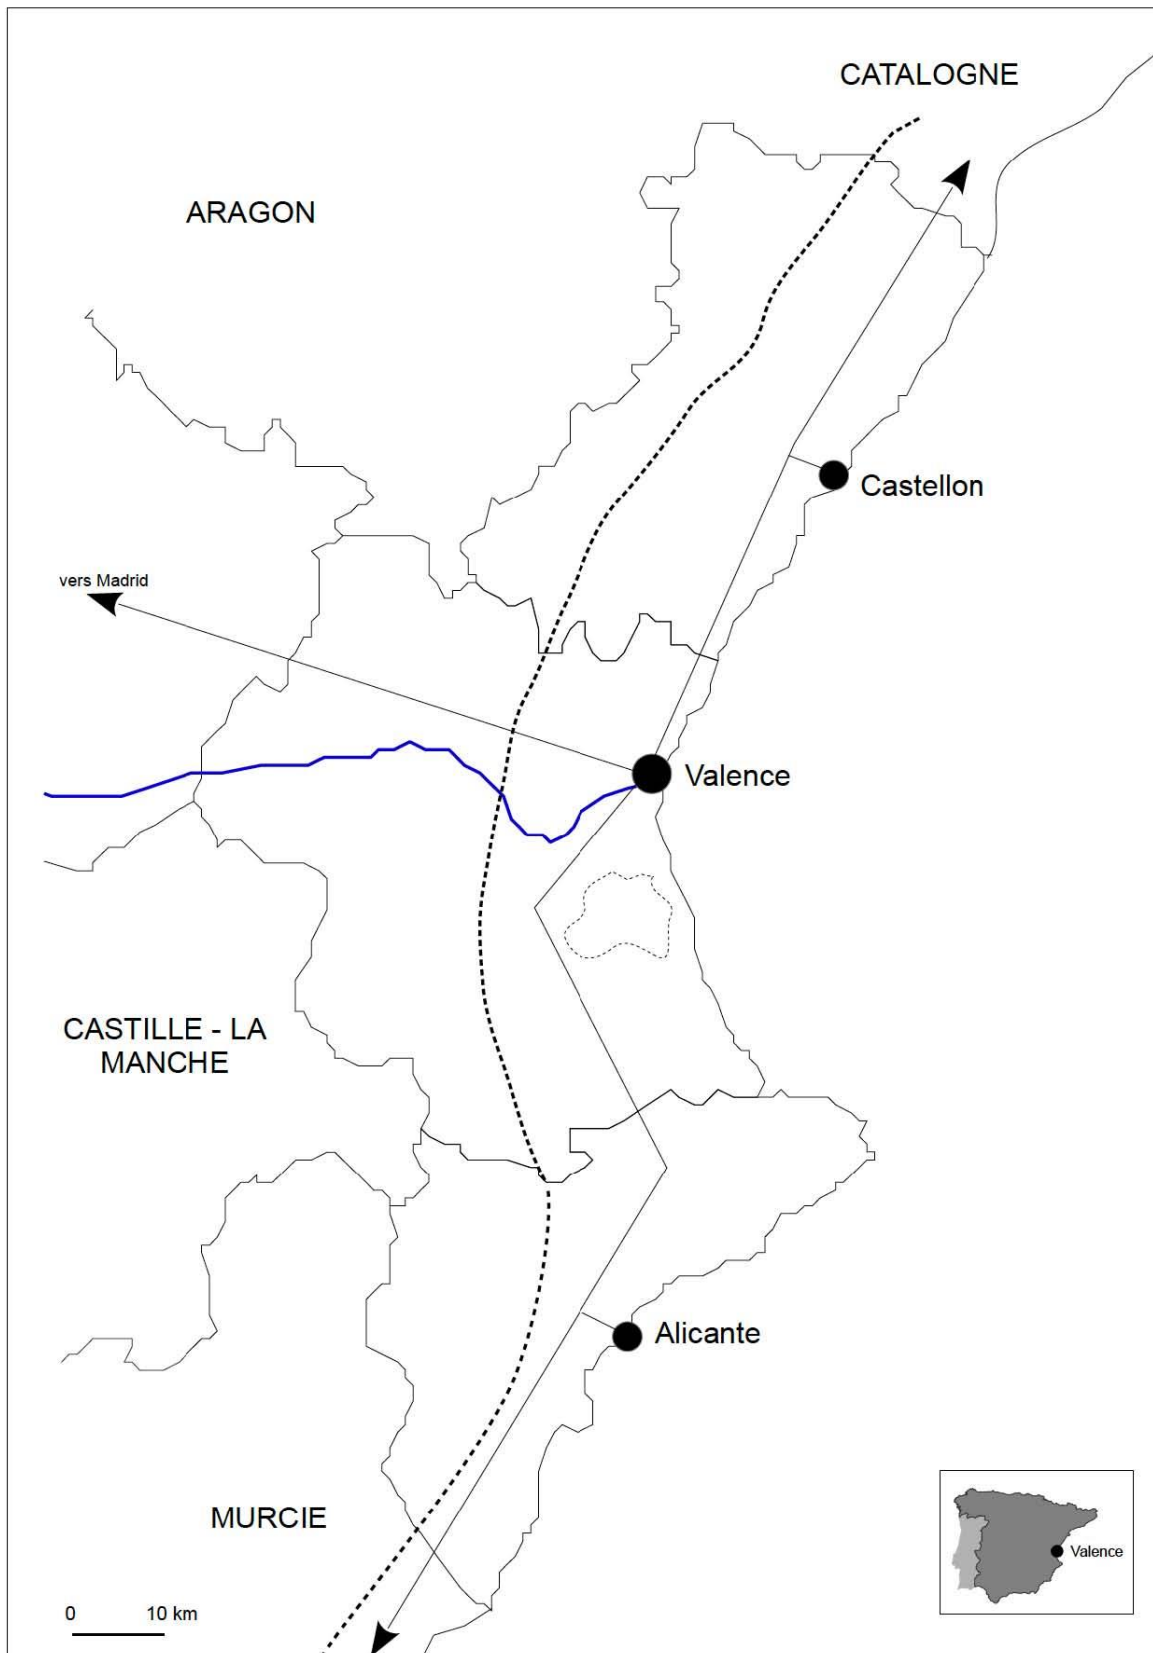 CATALOGNE
ARAGON
Castellon
vers Madrid
Valence
CASTILLE - LA
MANCHE
Alicante
MURCIE
Valence
0 10 km